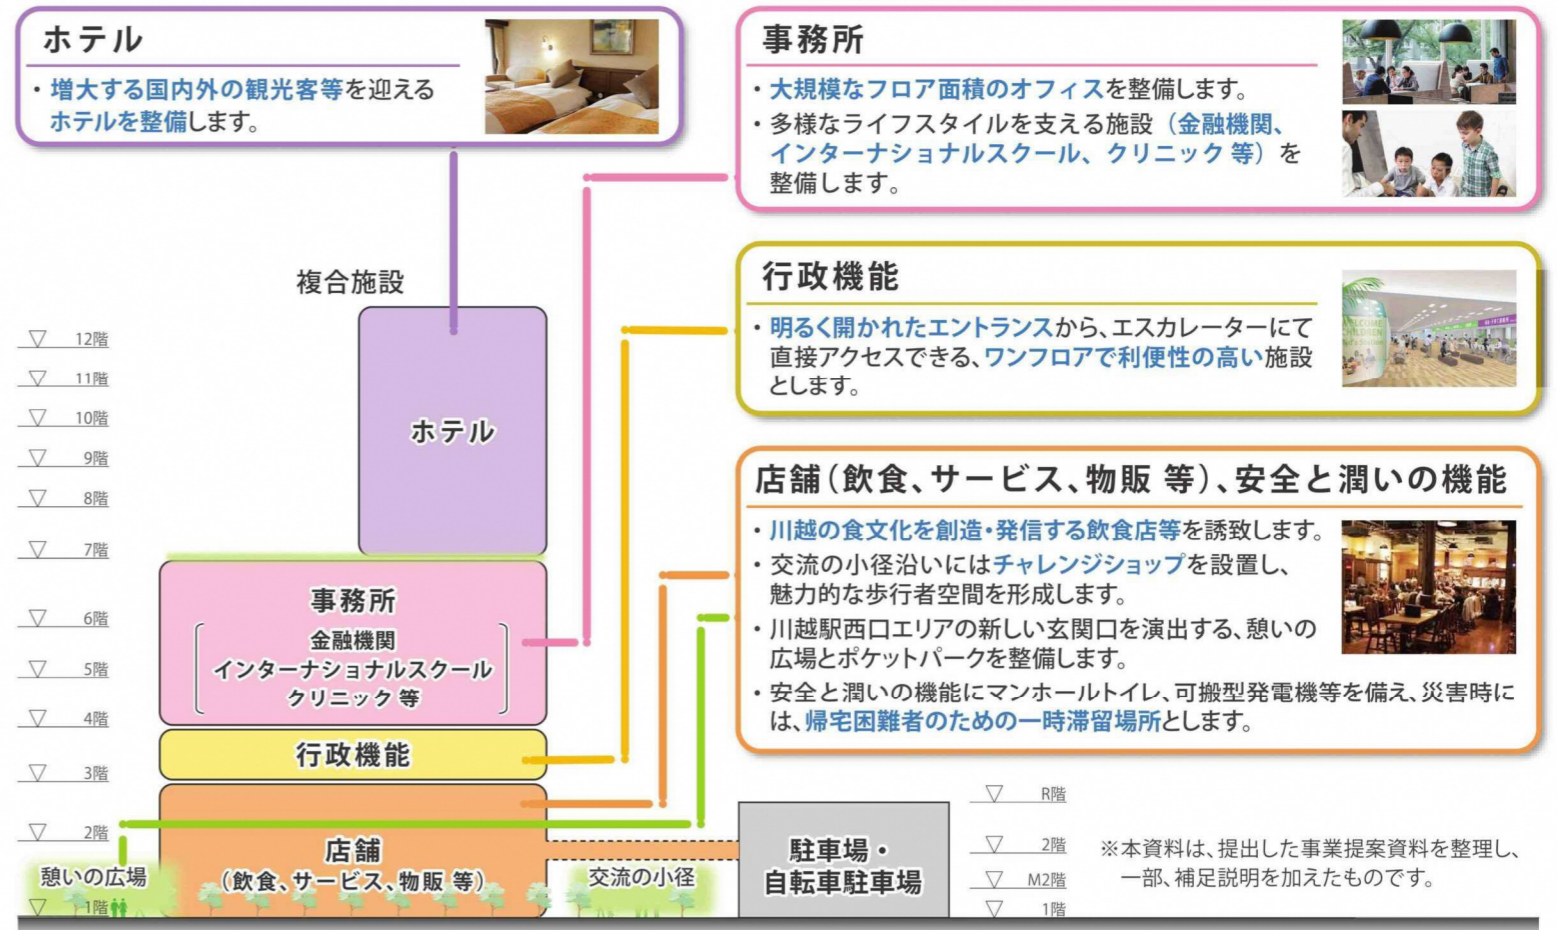 ホテル
・増大する国内外の観光客等を迎える
ホテルを整備します。
事務所
・大規模なフロア面積のオフィスを整備します。
・多様なライフスタイルを支える施設（金融機関、
インターナショナルスクール、クリニック 等）を
整備します。
行政機能
・明るく開かれたエントランスから、エスカレーターにて
直接アクセスできる、ワンフロアで利便性の高い施設
とします。
WELCOME
CHILDREN
店舗（飲食、サービス、物販 等）、安全と潤いの機能
・川越の食文化を創造・発信する飲食店等を誘致します。
・交流の小径沿いにはチャレンジショップを設置し、
魅力的な歩行者空間を形成します。
・川越駅西口エリアの新しい玄関口を演出する、憩いの
広場とポケットパークを整備します。
・安全と潤いの機能にマンホールトイレ、可搬型発電機等を備え、災害時に
は、帰宅困難者のための一時滞留場所とします。
複合施設
▽ 12階
▽ 11階
▽ 10階
▽ 9階
▽ 8階
▽ 7階
▽ 6階
▽ 5階
▽ 4階
▽ 3階
▽ 2階
▽ 1階
ホテル
事務所
金融機関
インターナショナルスクール
クリニック 等
行政機能
店舗
（飲食、サービス、物販 等）
憩いの広場
交流の小径
駐車場・
自転車駐車場
▽ R階
▽ 2階
▽ M2階
▽ 1階
※本資料は、提出した事業提案資料を整理し、
一部、補足説明を加えたものです。